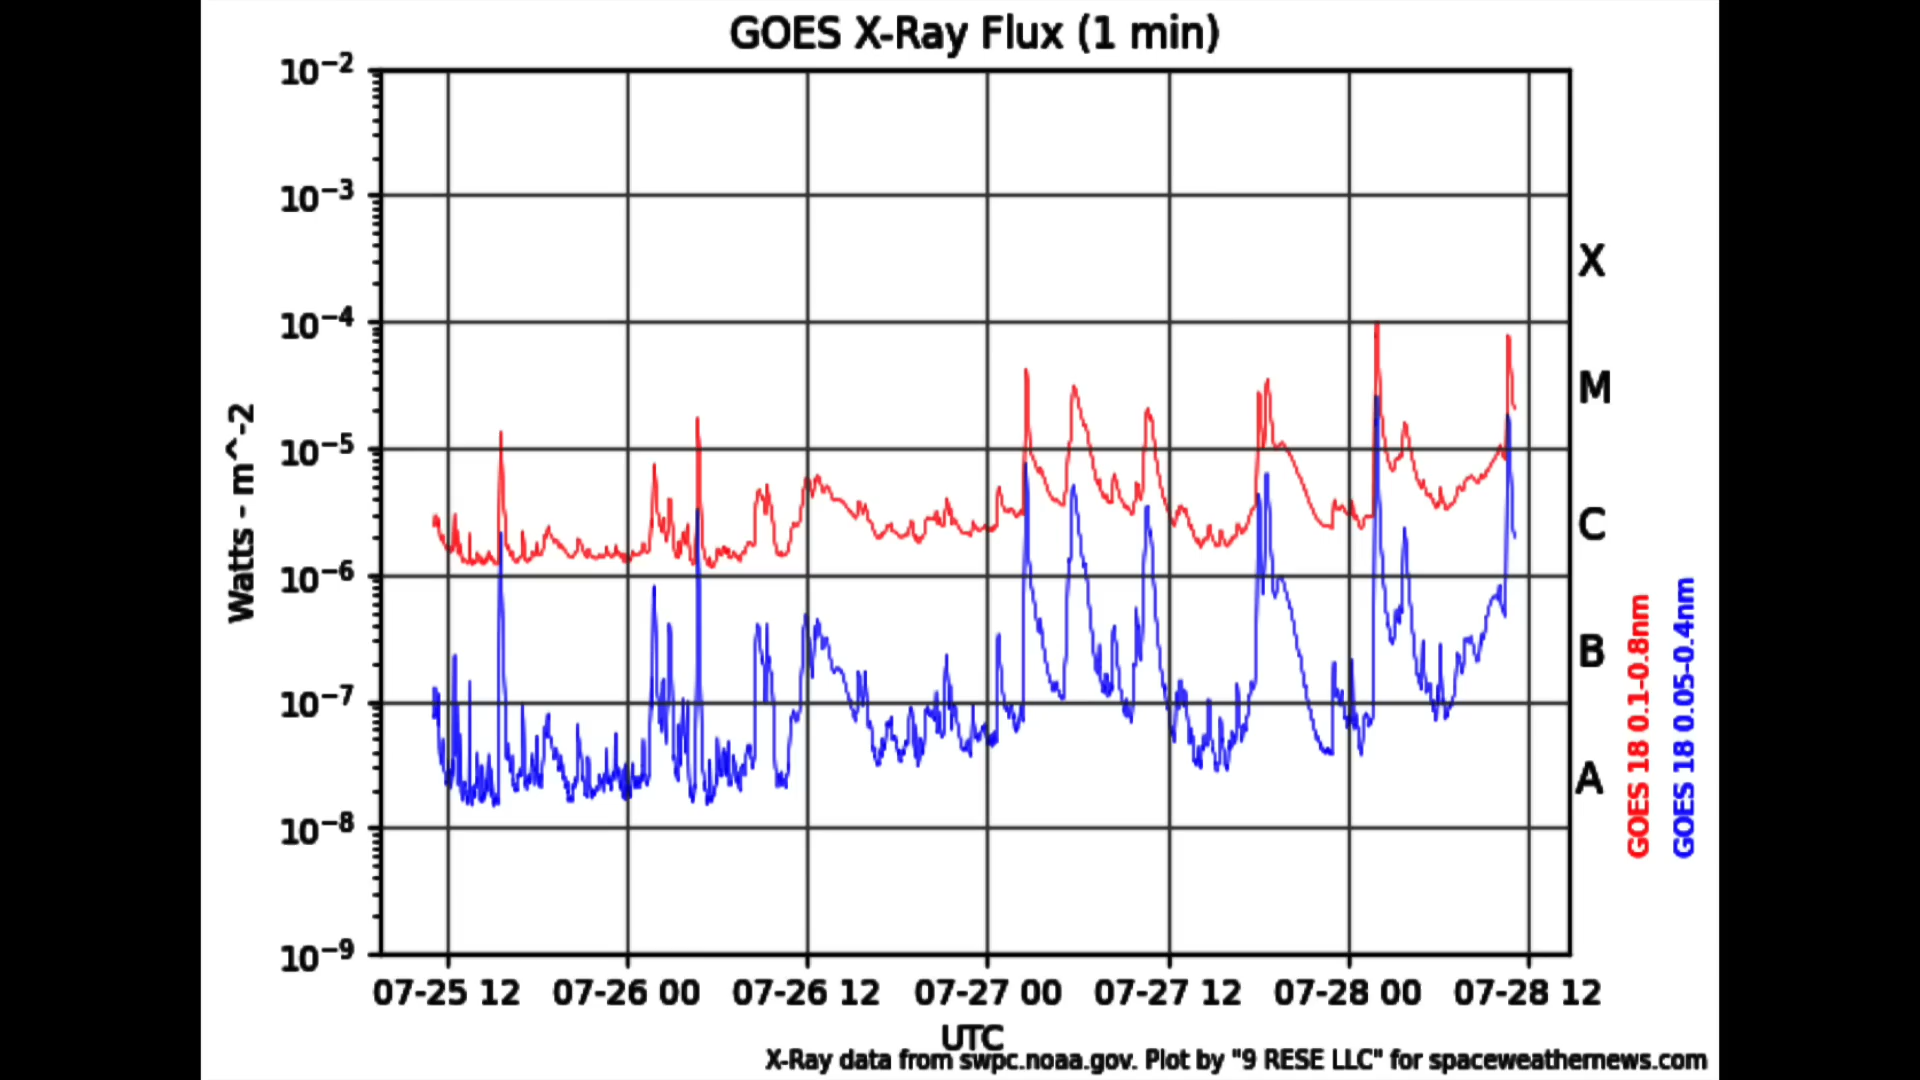 GOES X-Ray Flux (1 min)
10−2
10−3
10−4
10−5
10−6
10−7
10−8
10−9
Watts - m^-2
X
M
C
B
A
GOES 18 0.1-0.8nm
GOES 18 0.05-0.4nm
07-25 12 07-26 00 07-26 12 07-27 00 07-27 12 07-28 00 07-28 12
UTC
X-Ray data from swpc.noaa.gov. Plot by "9 RESE LLC" for spaceweathernews.com